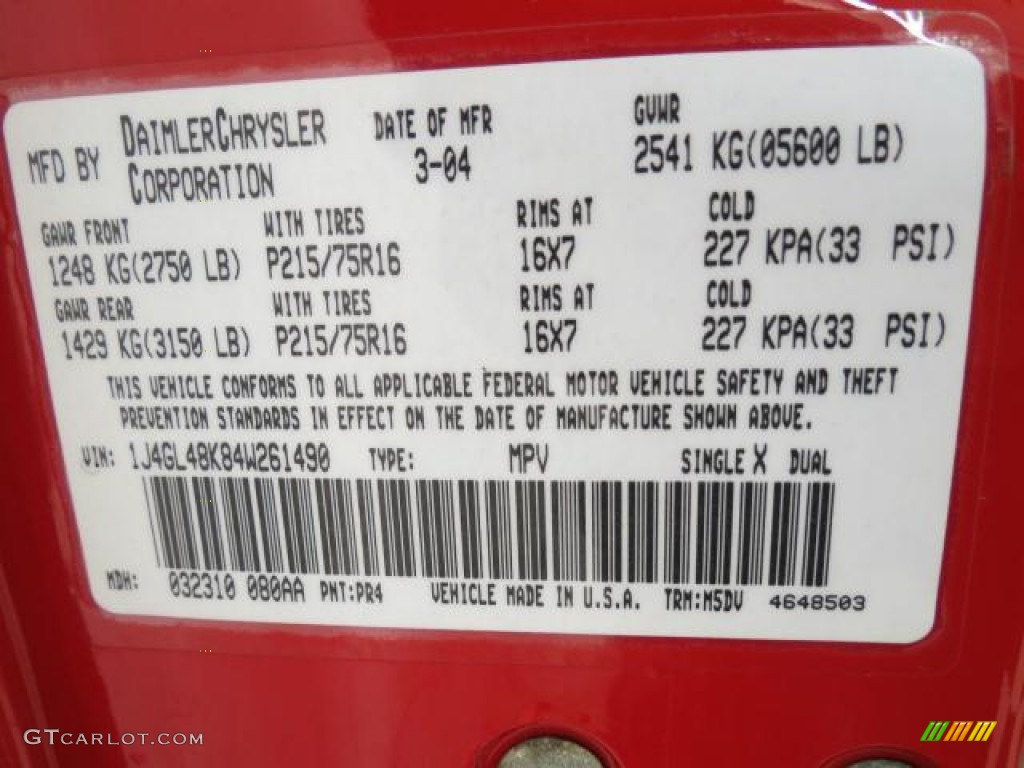 MFD BY DAIMLERCHRYSLER CORPORATION DATE OF MFR 3-04 GVWR 2541 KG(05600 LB)
GAWR FRONT WITH TIRES RIMS AT COLD
1248 KG(2750 LB) P215/75R16 16X7 227 KPA(33 PSI)
GAWR REAR WITH TIRES RIMS AT COLD
1429 KG(3150 LB) P215/75R16 16X7 227 KPA(33 PSI)
THIS VEHICLE CONFORMS TO ALL APPLICABLE FEDERAL MOTOR VEHICLE SAFETY AND THEFT
PREVENTION STANDARDS IN EFFECT ON THE DATE OF MANUFACTURE SHOWN ABOVE.
VIN: 1J4GL48K84W261490 TYPE: MPV SINGLE X DUAL
MDH: 032310 080AA PNT:PR4 VEHICLE MADE IN U.S.A. TRM:M5DV 4648503
GTCARLOT.COM